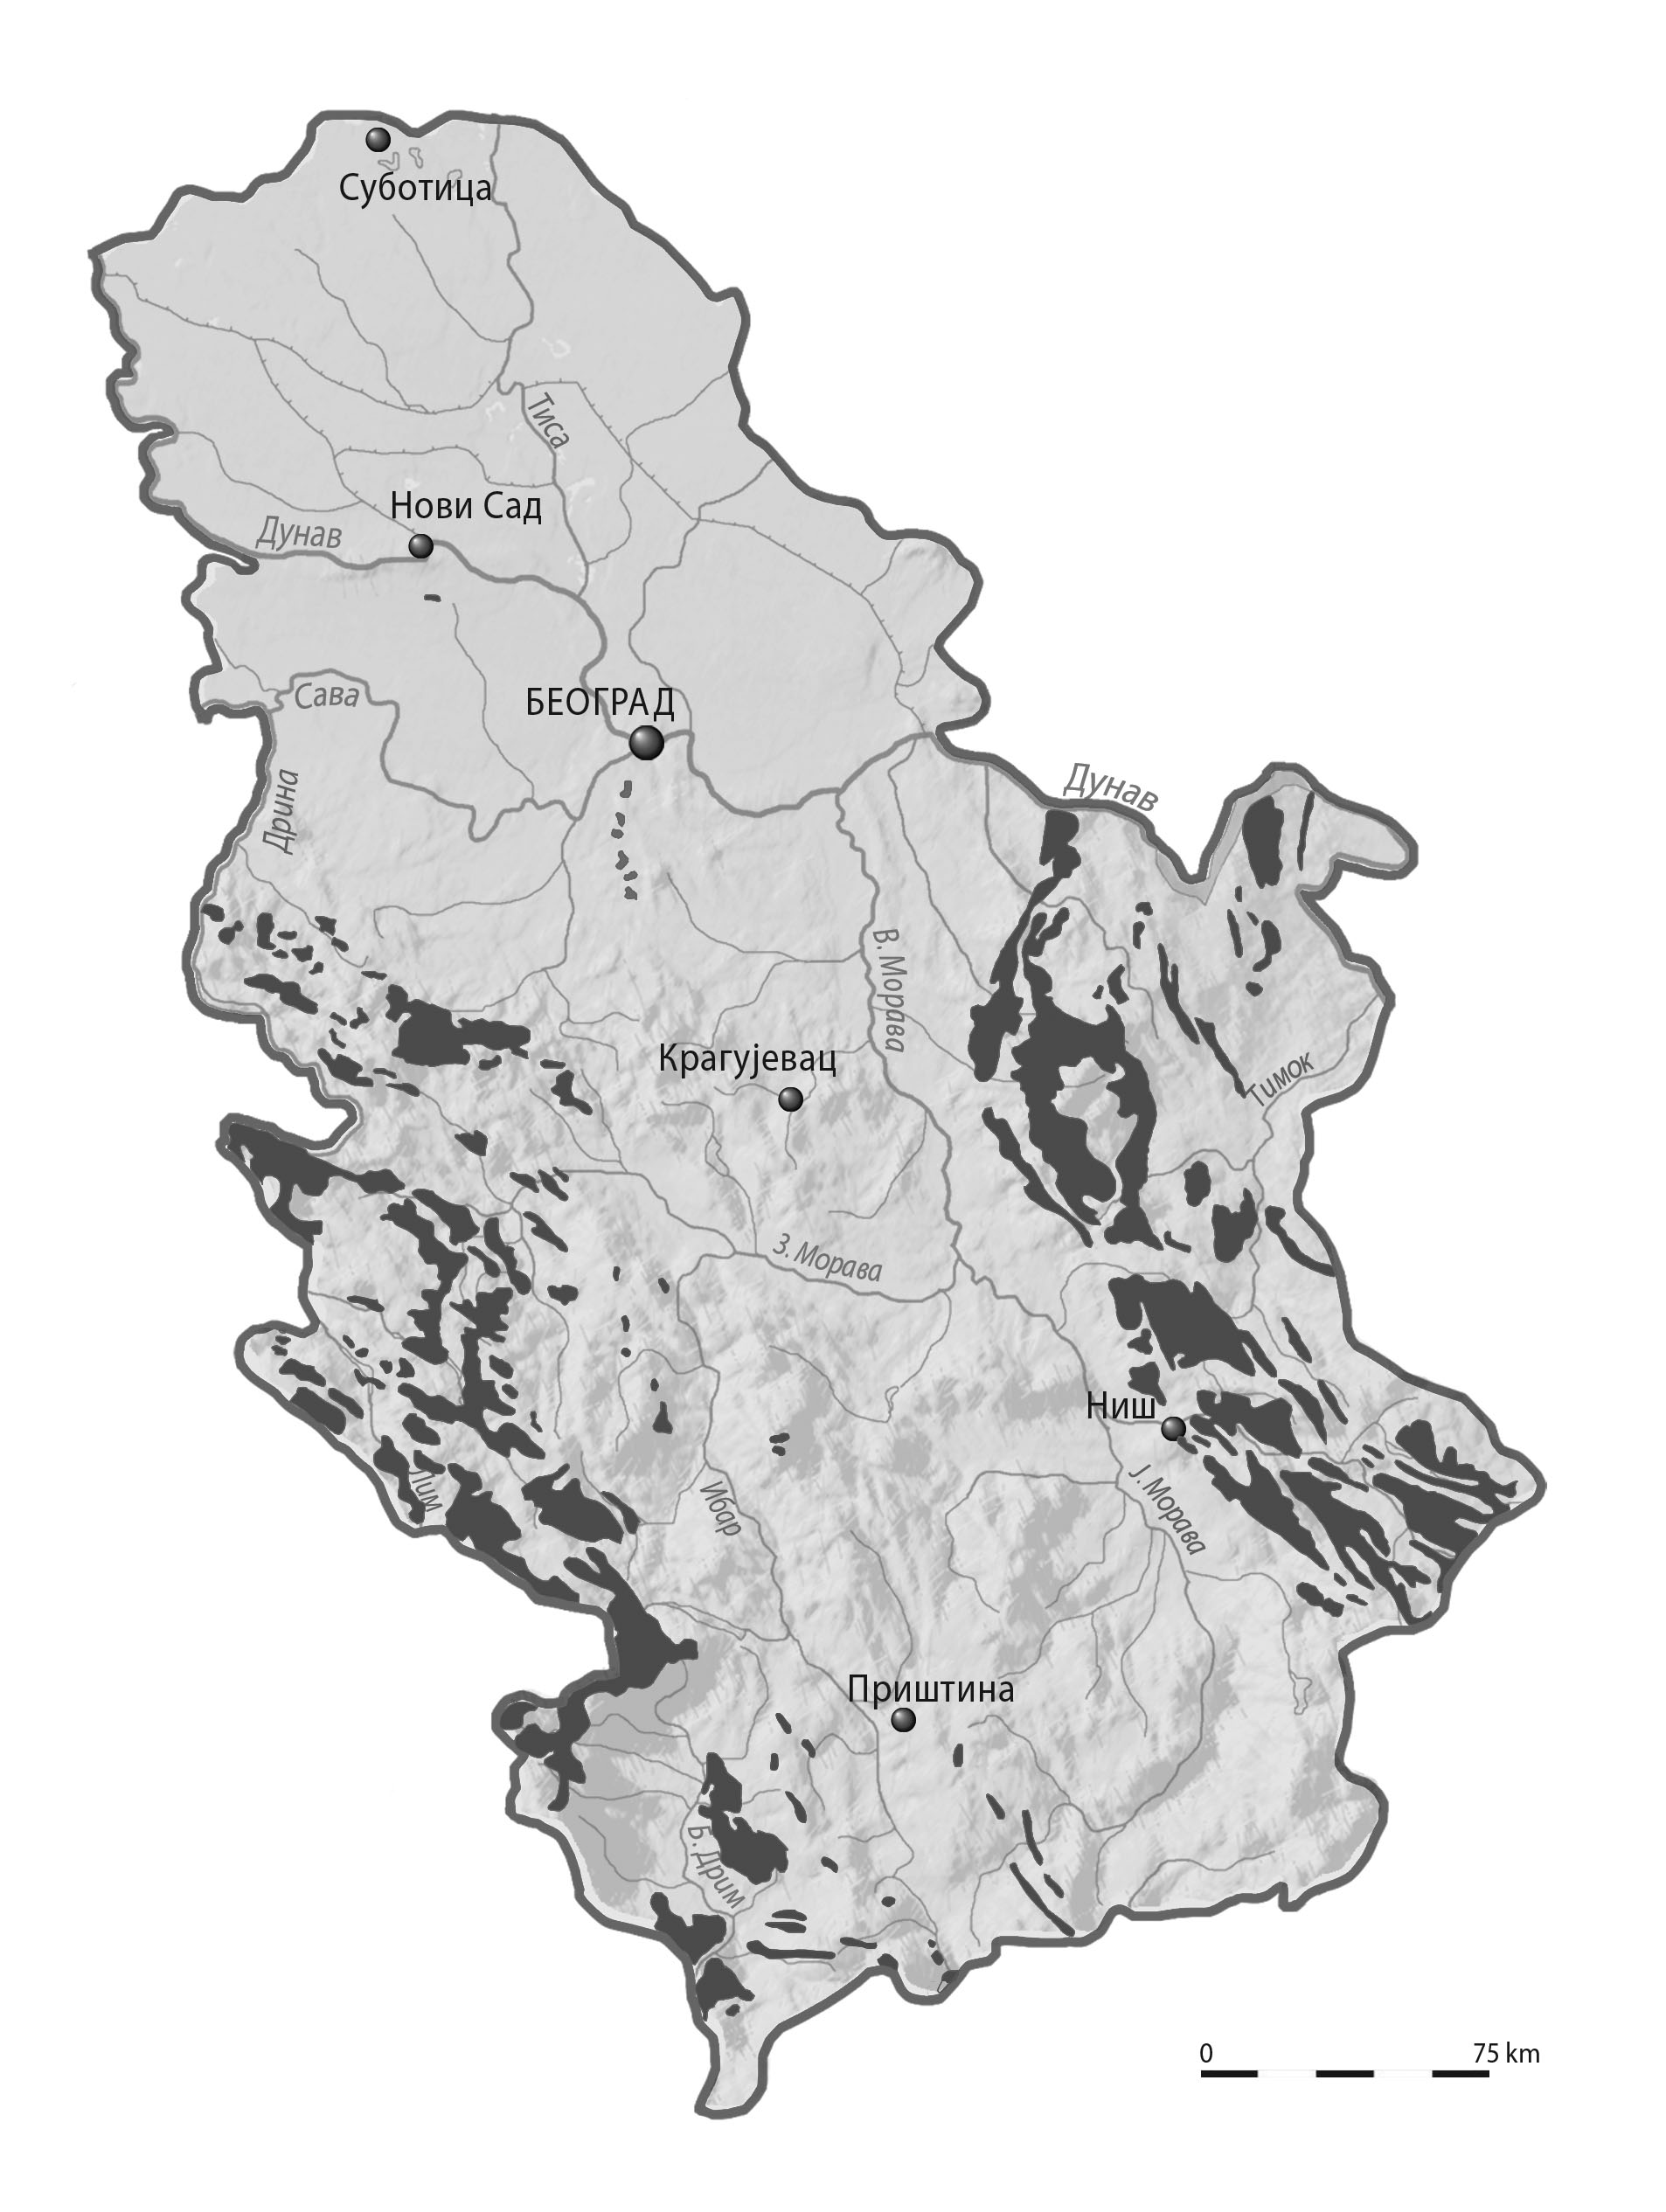 Суботица
Тиса
Нови Сад
Дунав
Сава
БЕОГРАД
Дрина
Дунав
В. Морава
Крагујевац
Тимок
З. Морава
Ниш
Лим
Ибар
Ј. Морава
Приштина
Б. Дрим
0 75 km